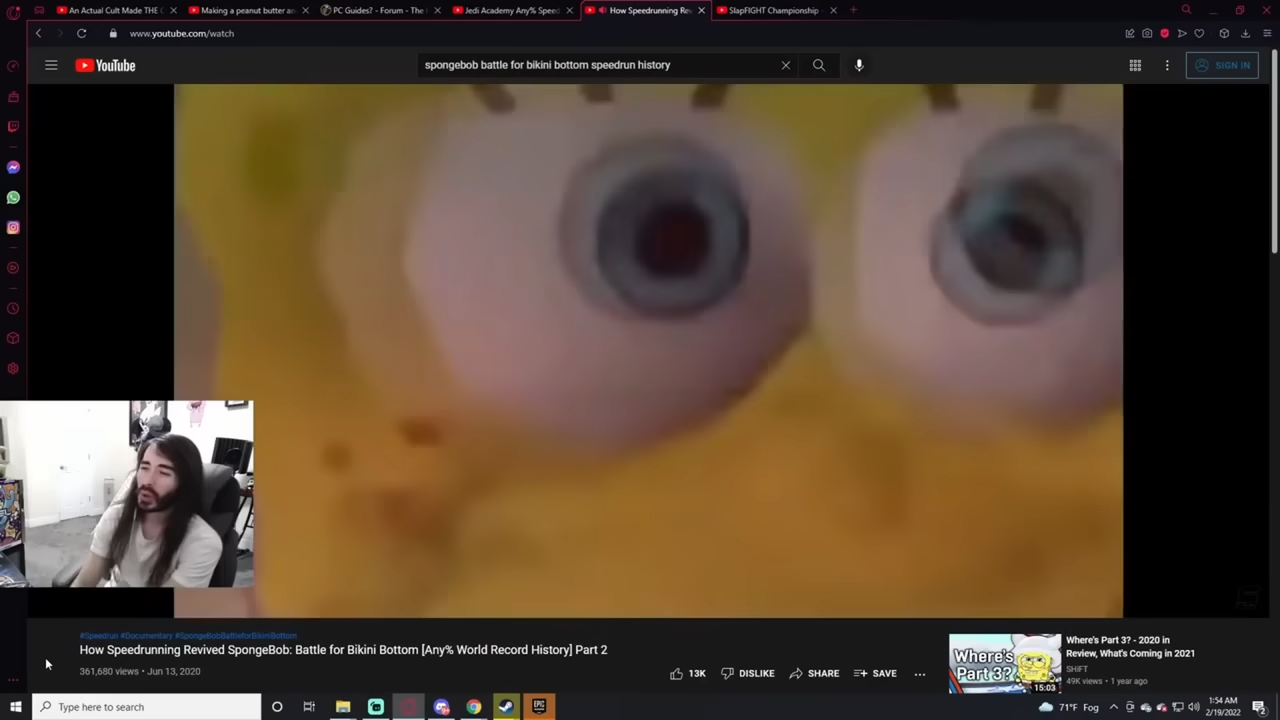 An Actual Cult Made THE
Making a peanut butter an
PC Guides? - Forum - The
Jedi Academy Any% Speed
How Speedrunning Rev
SlapFIGHT Championship
www.youtube.com/watch
YouTube
spongebob battle for bikini bottom speedrun history
SIGN IN
#Speedrun #Documentary #SpongeBobBattleforBikiniBottom
How Speedrunning Revived SpongeBob: Battle for Bikini Bottom [Any% World Record History] Part 2
361,680 views • Jun 13, 2020
13K
DISLIKE
SHARE
SAVE
Where's
Part 3?
15:03
Where's Part 3? - 2020 in
Review, What's Coming in 2021
SHIFT
49K views • 1 year ago
Type here to search
EPIC
71°F Fog
1:54 AM
2/19/2022
2